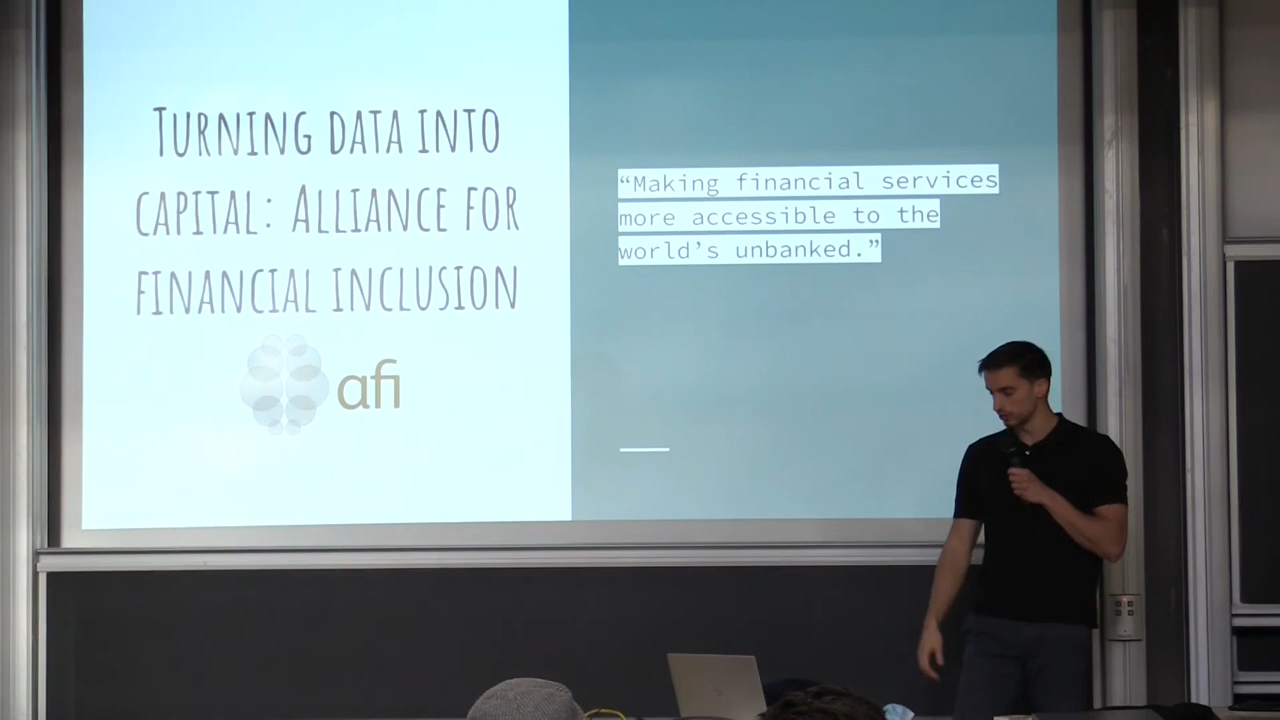 Turning data into
capital: Alliance for
financial inclusion
afi
“Making financial services
more accessible to the
world’s unbanked.”